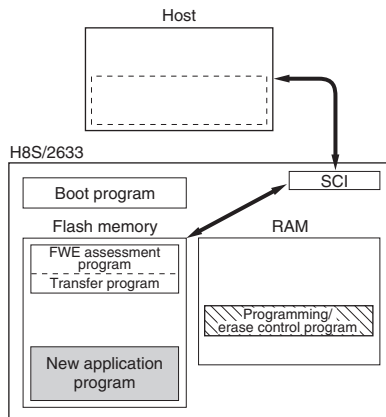 Host
H8S/2633
SCI
Boot program
Flash memory
RAM
FWE assessment
program
Transfer program
Programming/
erase control program
New application
program